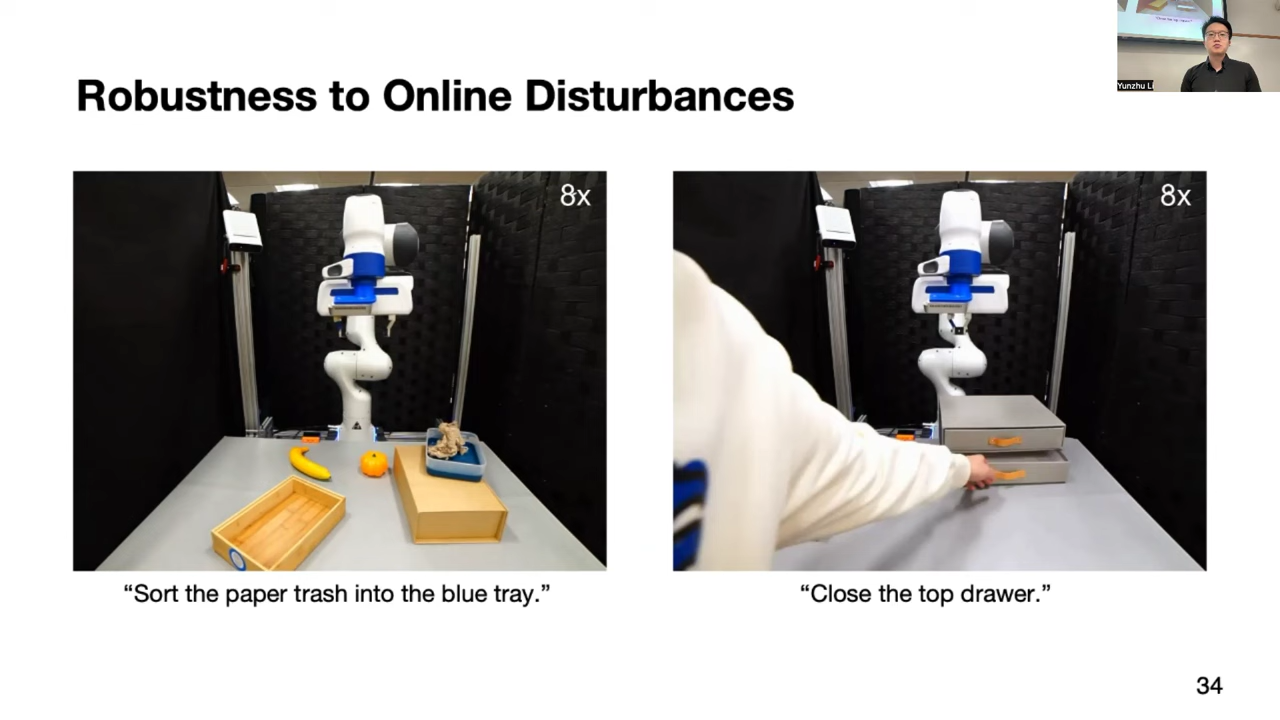 Yunzhu Li
Robustness to Online Disturbances
8x
8x
“Sort the paper trash into the blue tray.”
“Close the top drawer.”
34